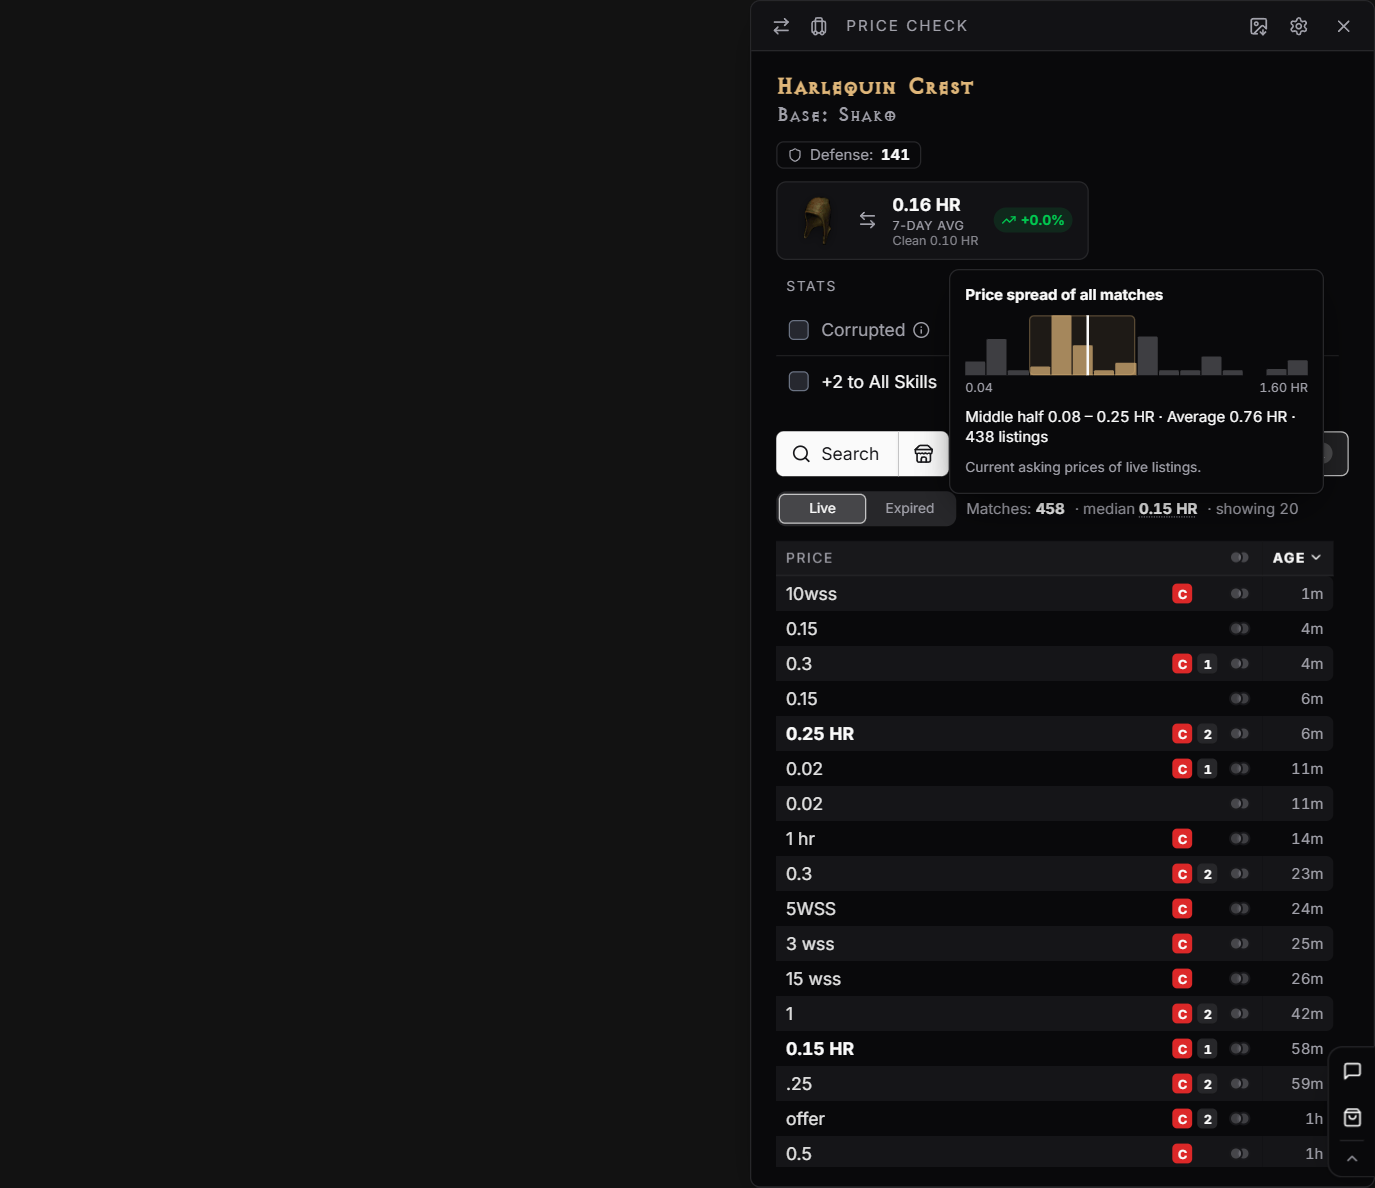 PRICE CHECK
Harlequin Crest
Base: Shako
Defense: 141
0.16 HR
7-DAY AVG
Clean 0.10 HR
+0.0%
STATS
Corrupted
+2 to All Skills
Price spread of all matches
0.04 1.60 HR
Middle half 0.08 – 0.25 HR · Average 0.76 HR ·
438 listings
Current asking prices of live listings.
Search
Live Expired Matches: 458 · median 0.15 HR · showing 20
PRICE AGE
10wss C 1m
0.15 4m
0.3 C 1 4m
0.15 6m
0.25 HR C 2 6m
0.02 C 1 11m
0.02 11m
1 hr C 14m
0.3 C 2 23m
5WSS C 24m
3 wss C 25m
15 wss C 26m
1 C 2 42m
0.15 HR C 1 58m
.25 C 2 59m
offer C 2 1h
0.5 C 1h